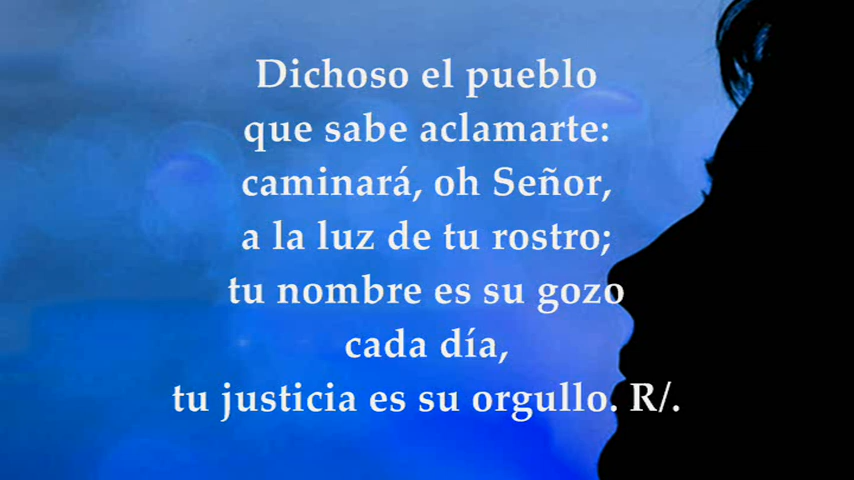 Dichoso el pueblo
que sabe aclamarte:
caminará, oh Señor,
a la luz de tu rostro;
tu nombre es su gozo
cada día,
tu justicia es su orgullo. R/.